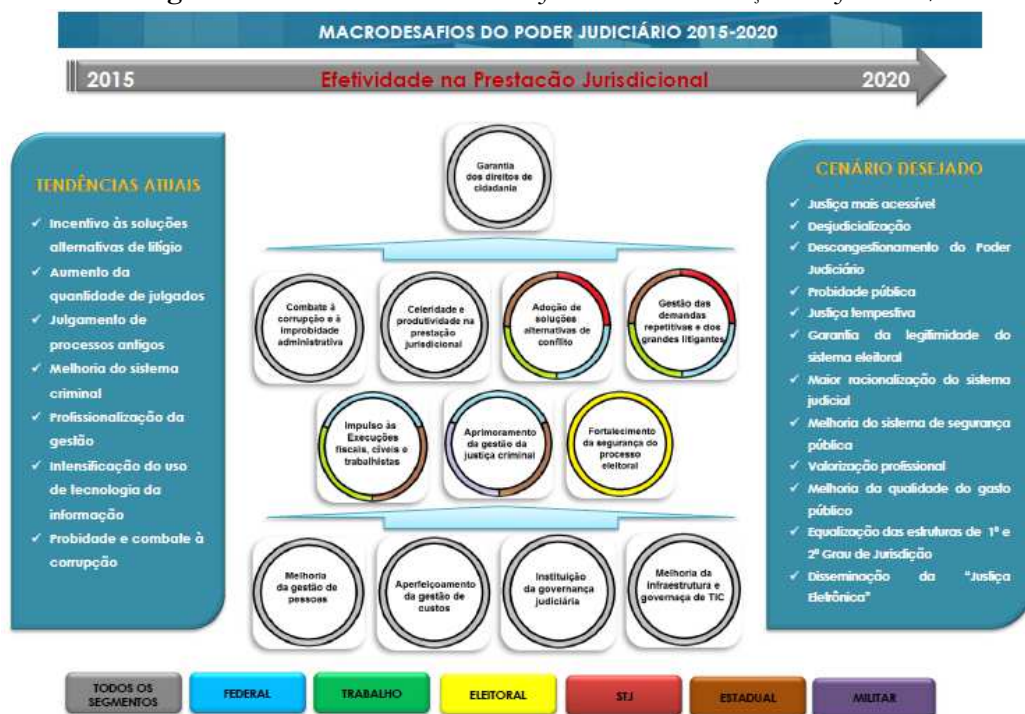 MACRODESAFIOS DO PODER JUDICIÁRIO 2015-2020
2015
Efetividade na Prestacão Jurisdicional
2020
TENDÊNCIAS ATUAIS
✓ Incentivo às soluções
alternativas de litígio
✓ Aumento da
quantidade de julgados
✓ Julgamento de
processos antigos
✓ Melhoria do sistema
criminal
✓ Profissionalização da
gestão
✓ Intensificação do uso
de tecnologia da
informação
✓ Probidade e combate à
corrupção
Garantia
dos direitos de
cidadania
Combate à
corrupção e à
improbidade
administrativa
Celeridade e
produtividade na
prestação
jurisdicional
Adoção de
soluções
alternativas de
conflito
Gestão das
demandas
repetitivas e dos
grandes litigantes
Impulso às
Execuções
fiscais, cíveis e
trabalhistas
Aprimoramento
da gestão da
justiça criminal
Fortalecimento
da segurança do
processo
eleitoral
Melhoria
da gestão de
pessoas
Aperfeiçoamento
da gestão de
custos
Instituição
da governança
judiciária
Melhoria da
infraestrutura e
governaça de TIC
CENÁRIO DESEJADO
✓ Justiça mais acessível
✓ Desjudicialização
✓ Descongestionamento do Poder
Judiciário
✓ Probidade pública
✓ Justiça tempestiva
✓ Garantia da legitimidade do
sistema eleitoral
✓ Maior racionalização do sistema
judicial
✓ Melhoria do sistema de segurança
pública
✓ Valorização profissional
✓ Melhoria da qualidade do gasto
público
✓ Equalização das estruturas de 1º e
2º Grau de Jurisdição
✓ Disseminação da "Justiça
Eletrônica"
TODOS OS
SEGMENTOS
FEDERAL
TRABALHO
ELEITORAL
STJ
ESTADUAL
MILITAR